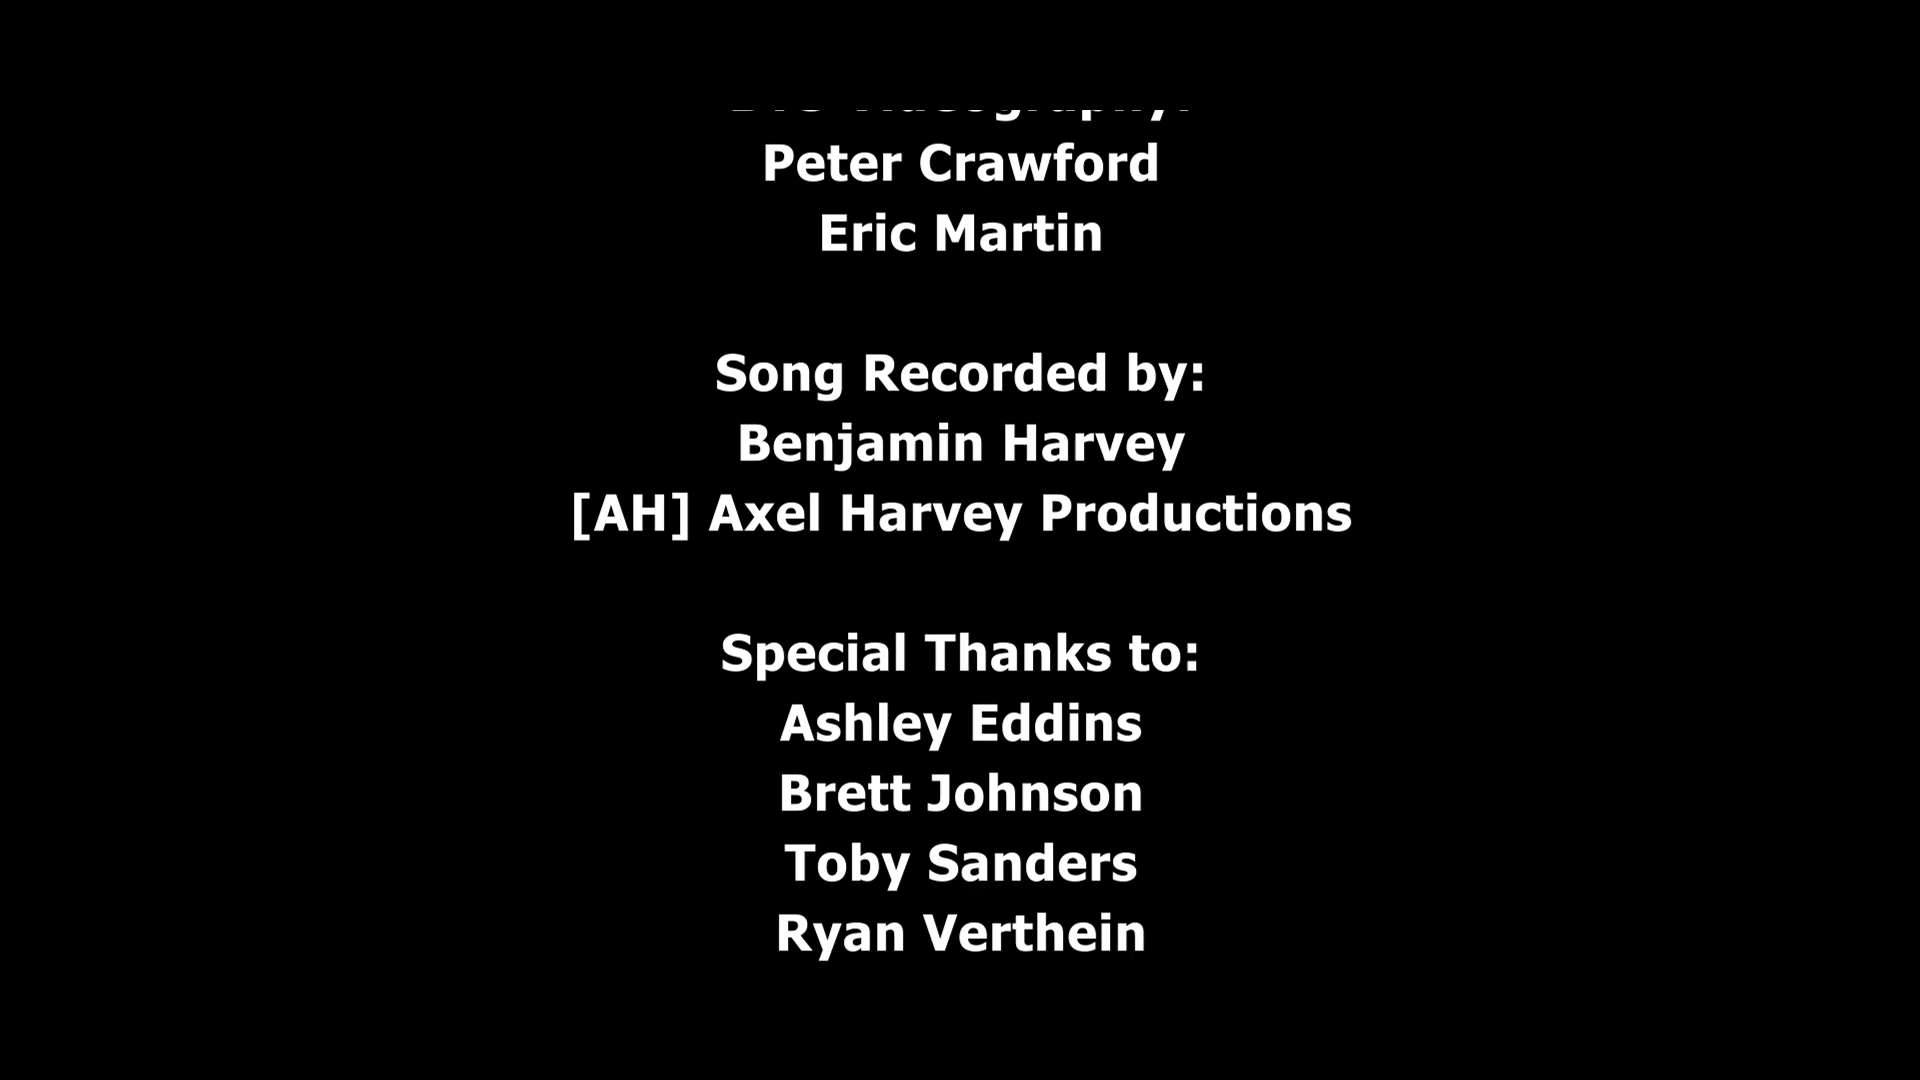 Peter Crawford
Eric Martin
Song Recorded by:
Benjamin Harvey
[AH] Axel Harvey Productions
Special Thanks to:
Ashley Eddins
Brett Johnson
Toby Sanders
Ryan Verthein